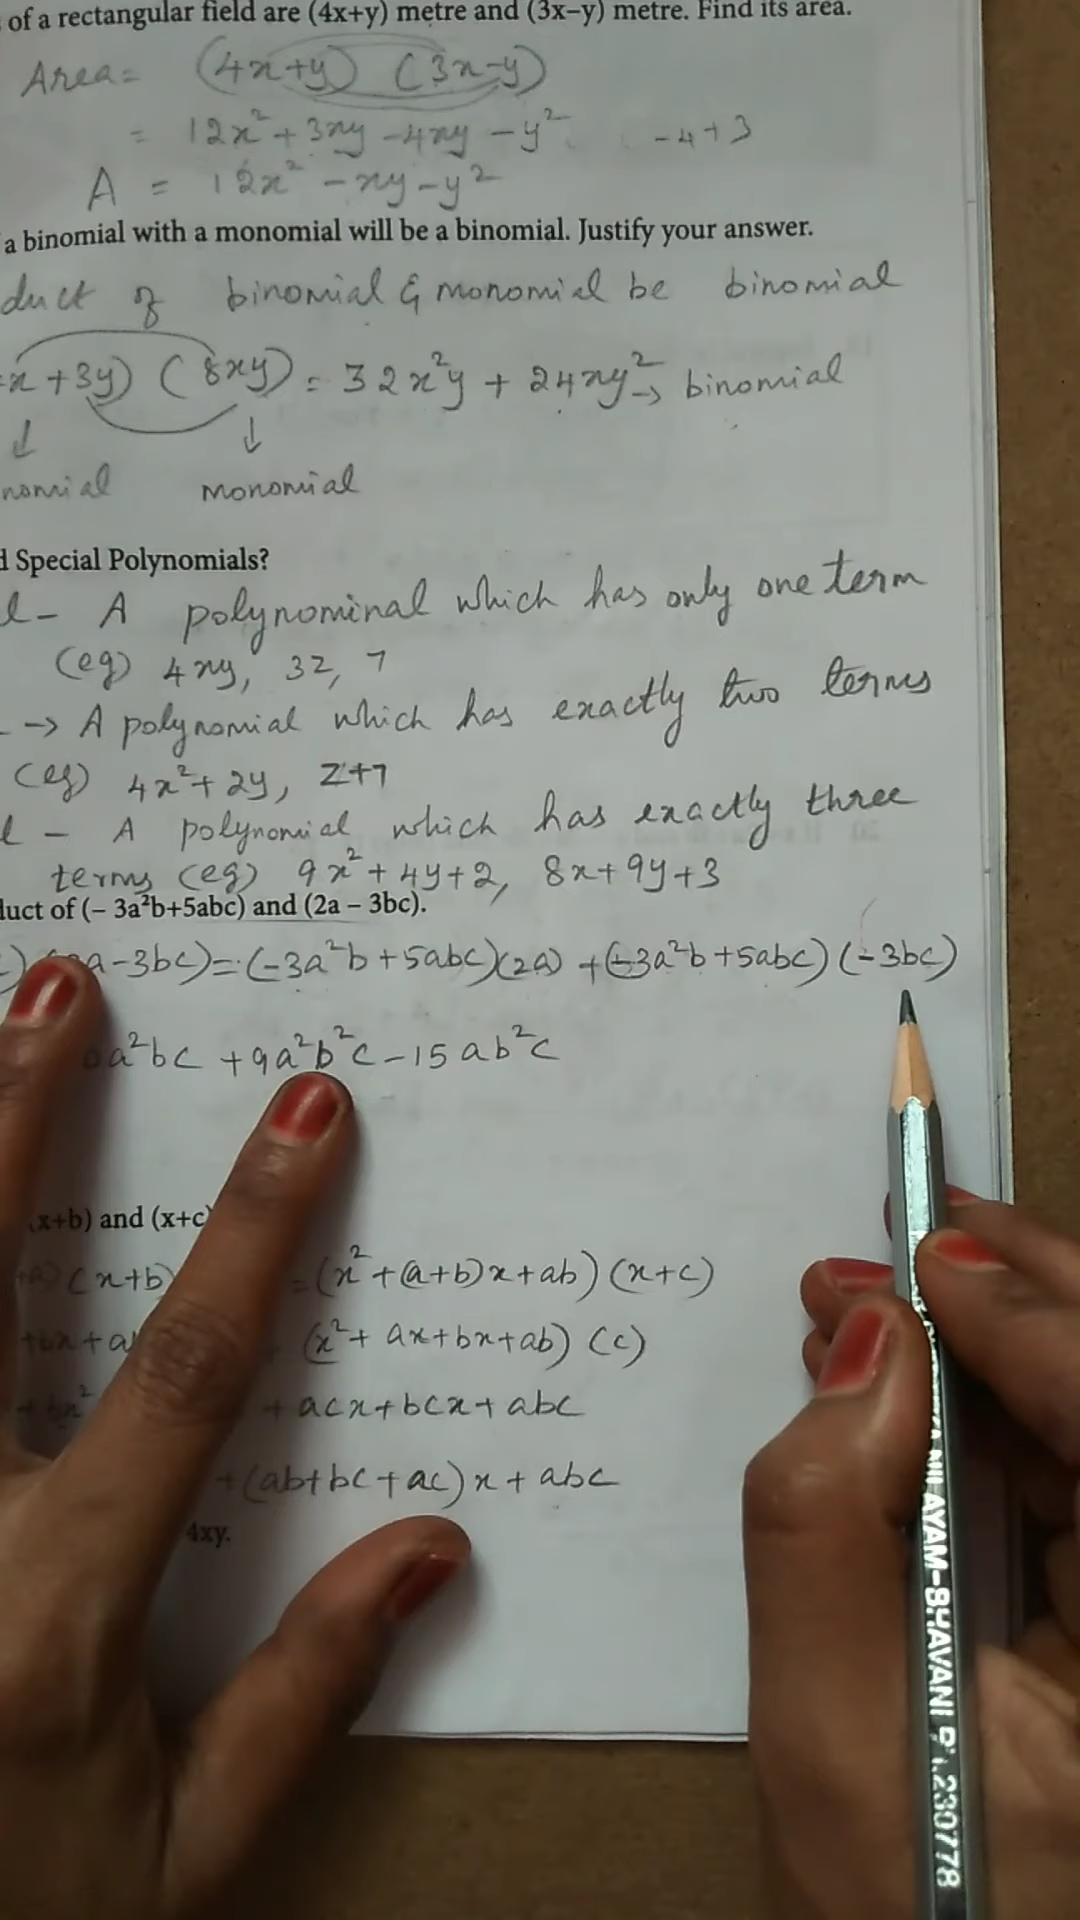 of a rectangular field are (4x+y) metre and (3x–y) metre. Find its area.
Area = (4x+y) (3x-y)
= 12x² + 3xy - 4xy - y² -4+3
A = 12x² - xy - y²
a binomial with a monomial will be a binomial. Justify your answer.
duct of binomial & monomial be binomial
x + 3y) (8xy) = 32x²y + 24xy² → binomial
↓ ↓
nomial monomial
Special Polynomials?
l - A polynominal which has only one term
(eg) 4xy, 32, 7
→ A polynomial which has exactly two terms
(eg) 4x² + 2y, z+7
l - A polynomial which has exactly three
terms (eg) 9x² + 4y + 2, 8x + 9y + 3
duct of (– 3a²b+5abc) and (2a – 3bc).
a - 3bc) = (-3a²b + 5abc)(2a) + (-3a²b + 5abc) (-3bc)
a²bc + 9a²b²c - 15ab²c
x+b) and (x+c)
(x+b) = (x² + (a+b)x + ab) (x+c)
(x² + ax + bx + ab) (c)
+ acx + bcx + abc
+ (ab + bc + ac) x + abc
4xy.
AYAM-BHAVANI
230778